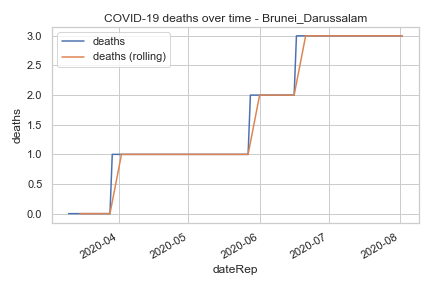 COVID-19 deaths over time - Brunei_Darussalam
deaths
deaths (rolling)
deaths
3.0
2.5
2.0
1.5
1.0
0.5
0.0
2020-04
2020-05
2020-06
2020-07
2020-08
dateRep